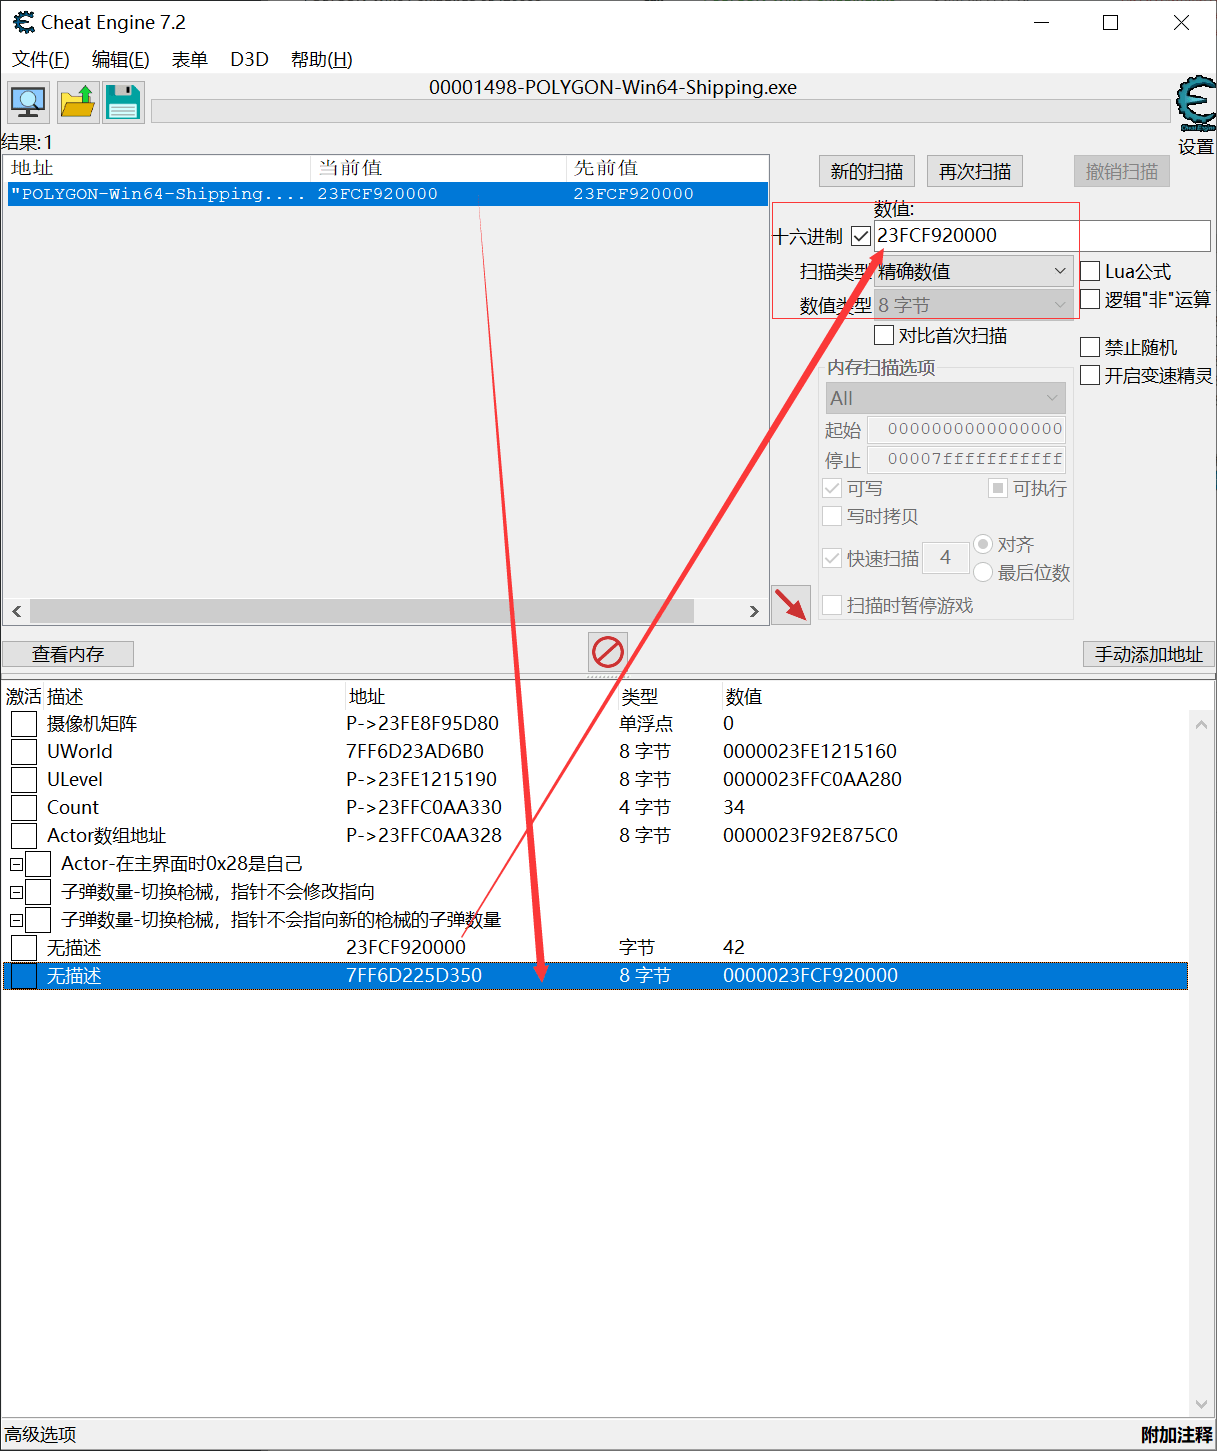 Cheat Engine 7.2
文件(F) 编辑(E) 表单 D3D 帮助(H)
00001498-POLYGON-Win64-Shipping.exe
Cheat Engine
设置
结果:1
地址 当前值 先前值
"POLYGON-Win64-Shipping.... 23FCF920000 23FCF920000
新的扫描 再次扫描 撤销扫描
数值:
十六进制 23FCF920000
扫描类型 精确数值
Lua公式
数值类型 8 字节
逻辑"非"运算
对比首次扫描
禁止随机
内存扫描选项
开启变速精灵
All
起始 0000000000000000
停止 00007fffffffffff
可写 可执行
写时拷贝
快速扫描 4 对齐
最后位数
扫描时暂停游戏
查看内存 手动添加地址
激活 描述 地址 类型 数值
摄像机矩阵 P->23FE8F95D80 单浮点 0
UWorld 7FF6D23AD6B0 8 字节 0000023FE1215160
ULevel P->23FE1215190 8 字节 0000023FFC0AA280
Count P->23FFC0AA330 4 字节 34
Actor数组地址 P->23FFC0AA328 8 字节 0000023F92E875C0
Actor-在主界面时0x28是自己
子弹数量-切换枪械，指针不会修改指向
子弹数量-切换枪械，指针不会指向新的枪械的子弹数量
无描述 23FCF920000 字节 42
无描述 7FF6D225D350 8 字节 0000023FCF920000
高级选项 附加注释